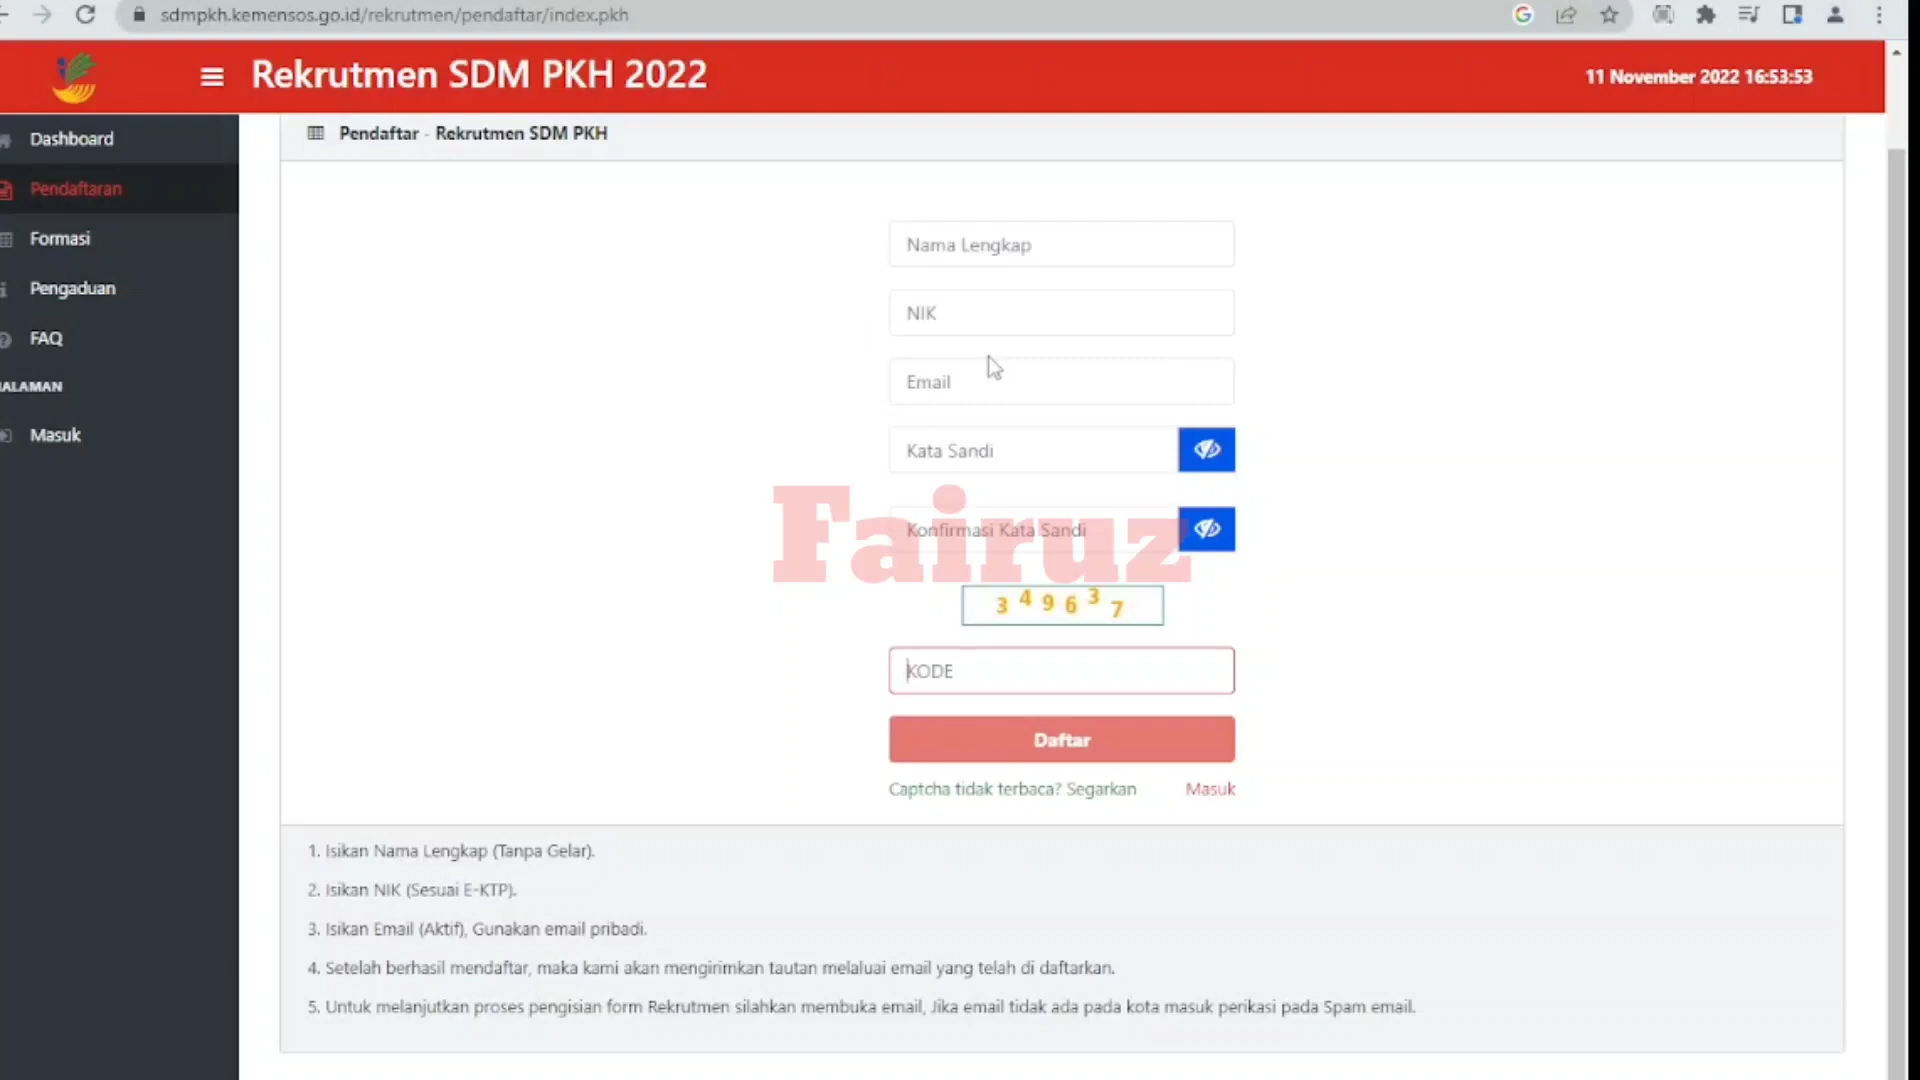 sdmpkh.kemensos.go.id/rekrutmen/pendaftar/index.pkh
Rekrutmen SDM PKH 2022
11 November 2022 16:53:53
Dashboard
Pendaftaran
Formasi
Pengaduan
FAQ
ALAMAN
Masuk
Pendaftar - Rekrutmen SDM PKH
Nama Lengkap
NIK
Email
Kata Sandi
Konfirmasi Kata Sandi
Fairuz
3 4 9 6 3 7
KODE
Daftar
Captcha tidak terbaca? Segarkan
Masuk
1. Isikan Nama Lengkap (Tanpa Gelar).
2. Isikan NIK (Sesuai E-KTP).
3. Isikan Email (Aktif), Gunakan email pribadi.
4. Setelah berhasil mendaftar, maka kami akan mengirimkan tautan melaluai email yang telah di daftarkan.
5. Untuk melanjutkan proses pengisian form Rekrutmen silahkan membuka email, Jika email tidak ada pada kota masuk perikasi pada Spam email.